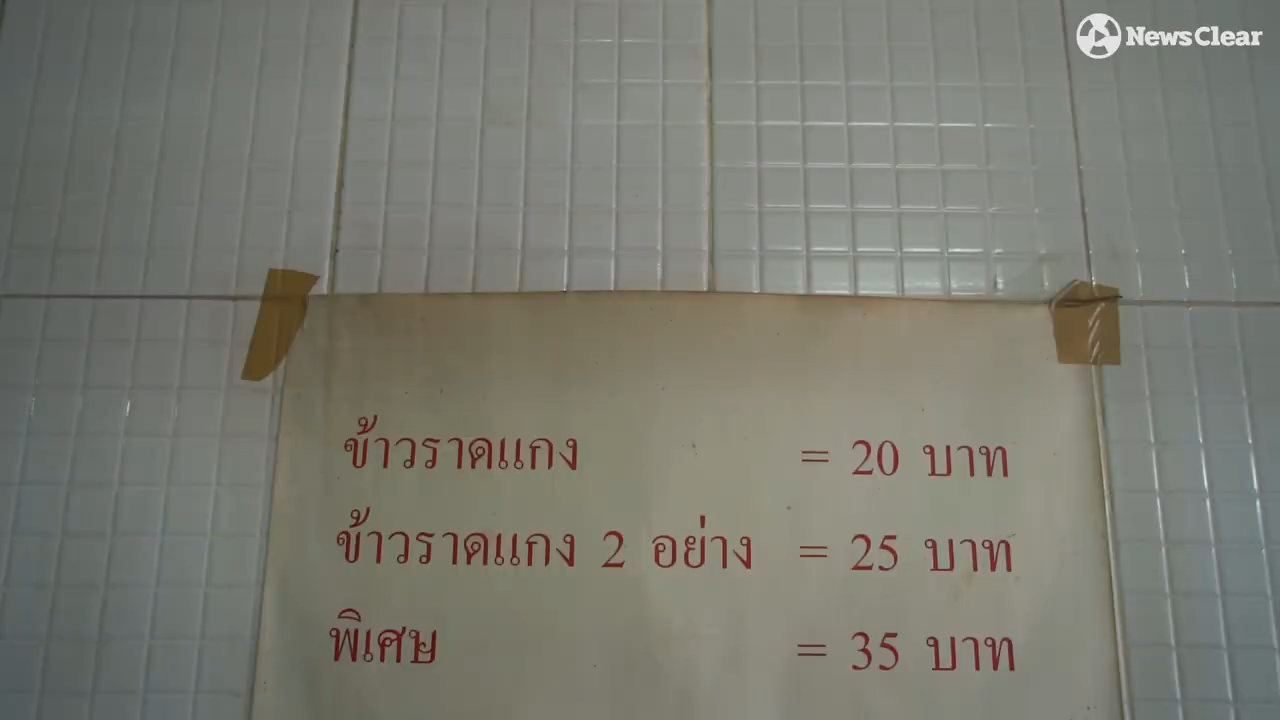 News Clear
ข้าวราดแกง = 20 บาท
ข้าวราดแกง 2 อย่าง = 25 บาท
พิเศษ = 35 บาท